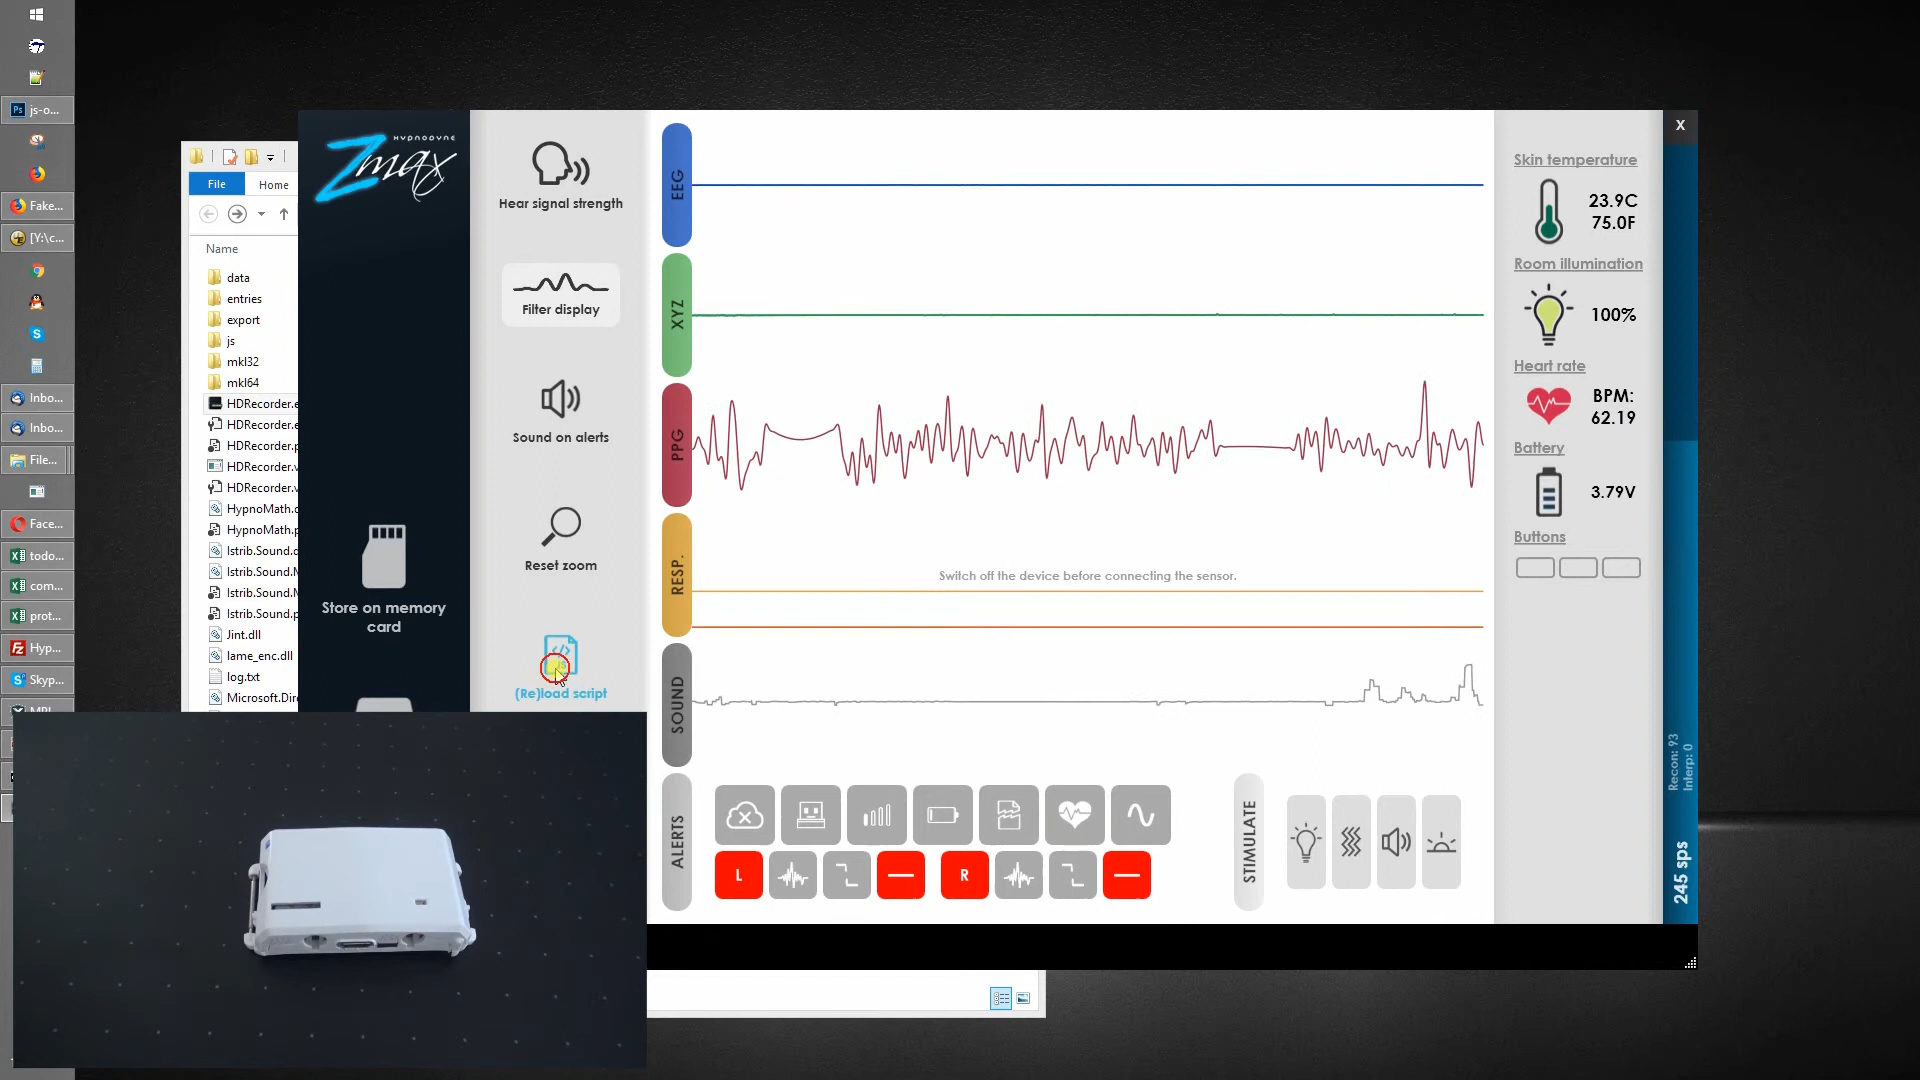 js-o...
Fake...
[Y:\c...
Inbo...
Inbo...
File...
Face...
todo...
com...
prot...
Hyp...
Skyp...
File
Home
Name
data
entries
export
js
mkl32
mkl64
HDRecorder.e
HDRecorder.e
HDRecorder.p
HDRecorder.v
HDRecorder.v
HypnoMath.
HypnoMath.p
Istrib.Sound.
Istrib.Sound.
Istrib.Sound.
Istrib.Sound.p
Jint.dll
lame_enc.dll
log.txt
Microsoft.Dire
HYPNODYNE
Zmax
Store on memory
card
Hear signal strength
Filter display
Sound on alerts
Reset zoom
(Re)load script
EEG
XYZ
PPG
RESP.
Switch off the device before connecting the sensor.
SOUND
ALERTS
L
R
STIMULATE
X
Skin temperature
23.9C
75.0F
Room illumination
100%
Heart rate
BPM:
62.19
Battery
3.79V
Buttons
Recon: 93
Interp: 0
245 sps